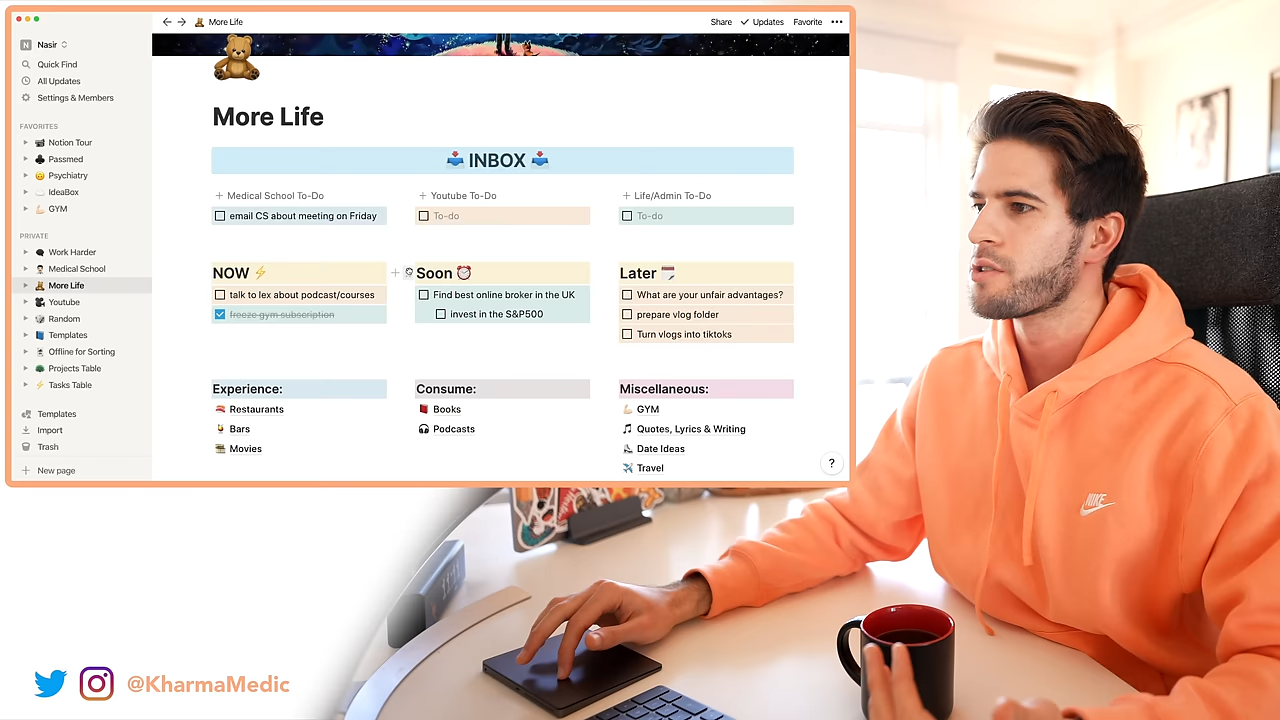 More Life
Share
Updates
Favorite
N Nasir
Quick Find
All Updates
Settings & Members
FAVORITES
Notion Tour
Passmed
Psychiatry
IdeaBox
GYM
PRIVATE
Work Harder
Medical School
More Life
Youtube
Random
Templates
Offline for Sorting
Projects Table
Tasks Table
Templates
Import
Trash
New page
More Life
INBOX
Medical School To-Do
email CS about meeting on Friday
Youtube To-Do
To-do
Life/Admin To-Do
To-do
NOW
talk to lex about podcast/courses
freeze gym subscription
Soon
Find best online broker in the UK
invest in the S&P500
Later
What are your unfair advantages?
prepare vlog folder
Turn vlogs into tiktoks
Experience:
Restaurants
Bars
Movies
Consume:
Books
Podcasts
Miscellaneous:
GYM
Quotes, Lyrics & Writing
Date Ideas
Travel
?
NIKE
@KharmaMedic